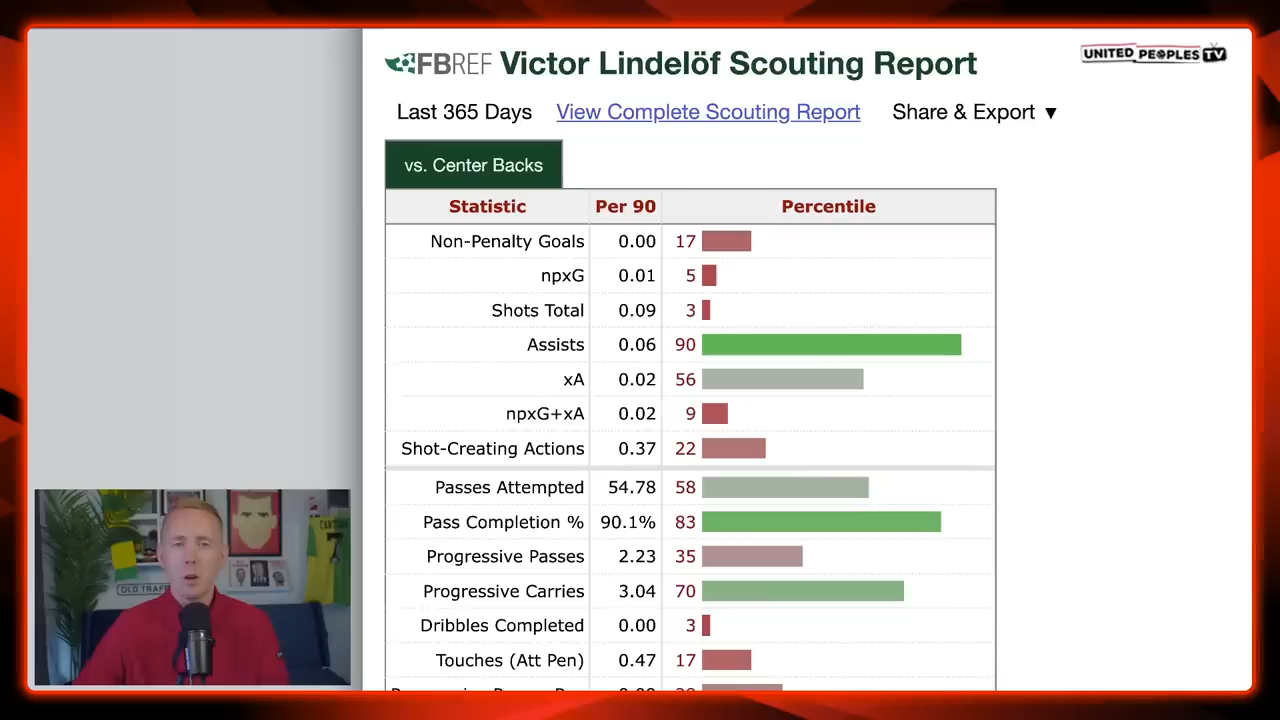 FBREF Victor Lindelöf Scouting Report
UNITED PEOPLES TV
Last 365 Days View Complete Scouting Report Share & Export ▼
vs. Center Backs
Statistic Per 90 Percentile
Non-Penalty Goals 0.00 17
npxG 0.01 5
Shots Total 0.09 3
Assists 0.06 90
xA 0.02 56
npxG+xA 0.02 9
Shot-Creating Actions 0.37 22
Passes Attempted 54.78 58
Pass Completion % 90.1% 83
Progressive Passes 2.23 35
Progressive Carries 3.04 70
Dribbles Completed 0.00 3
Touches (Att Pen) 0.47 17
OLD TRAFF